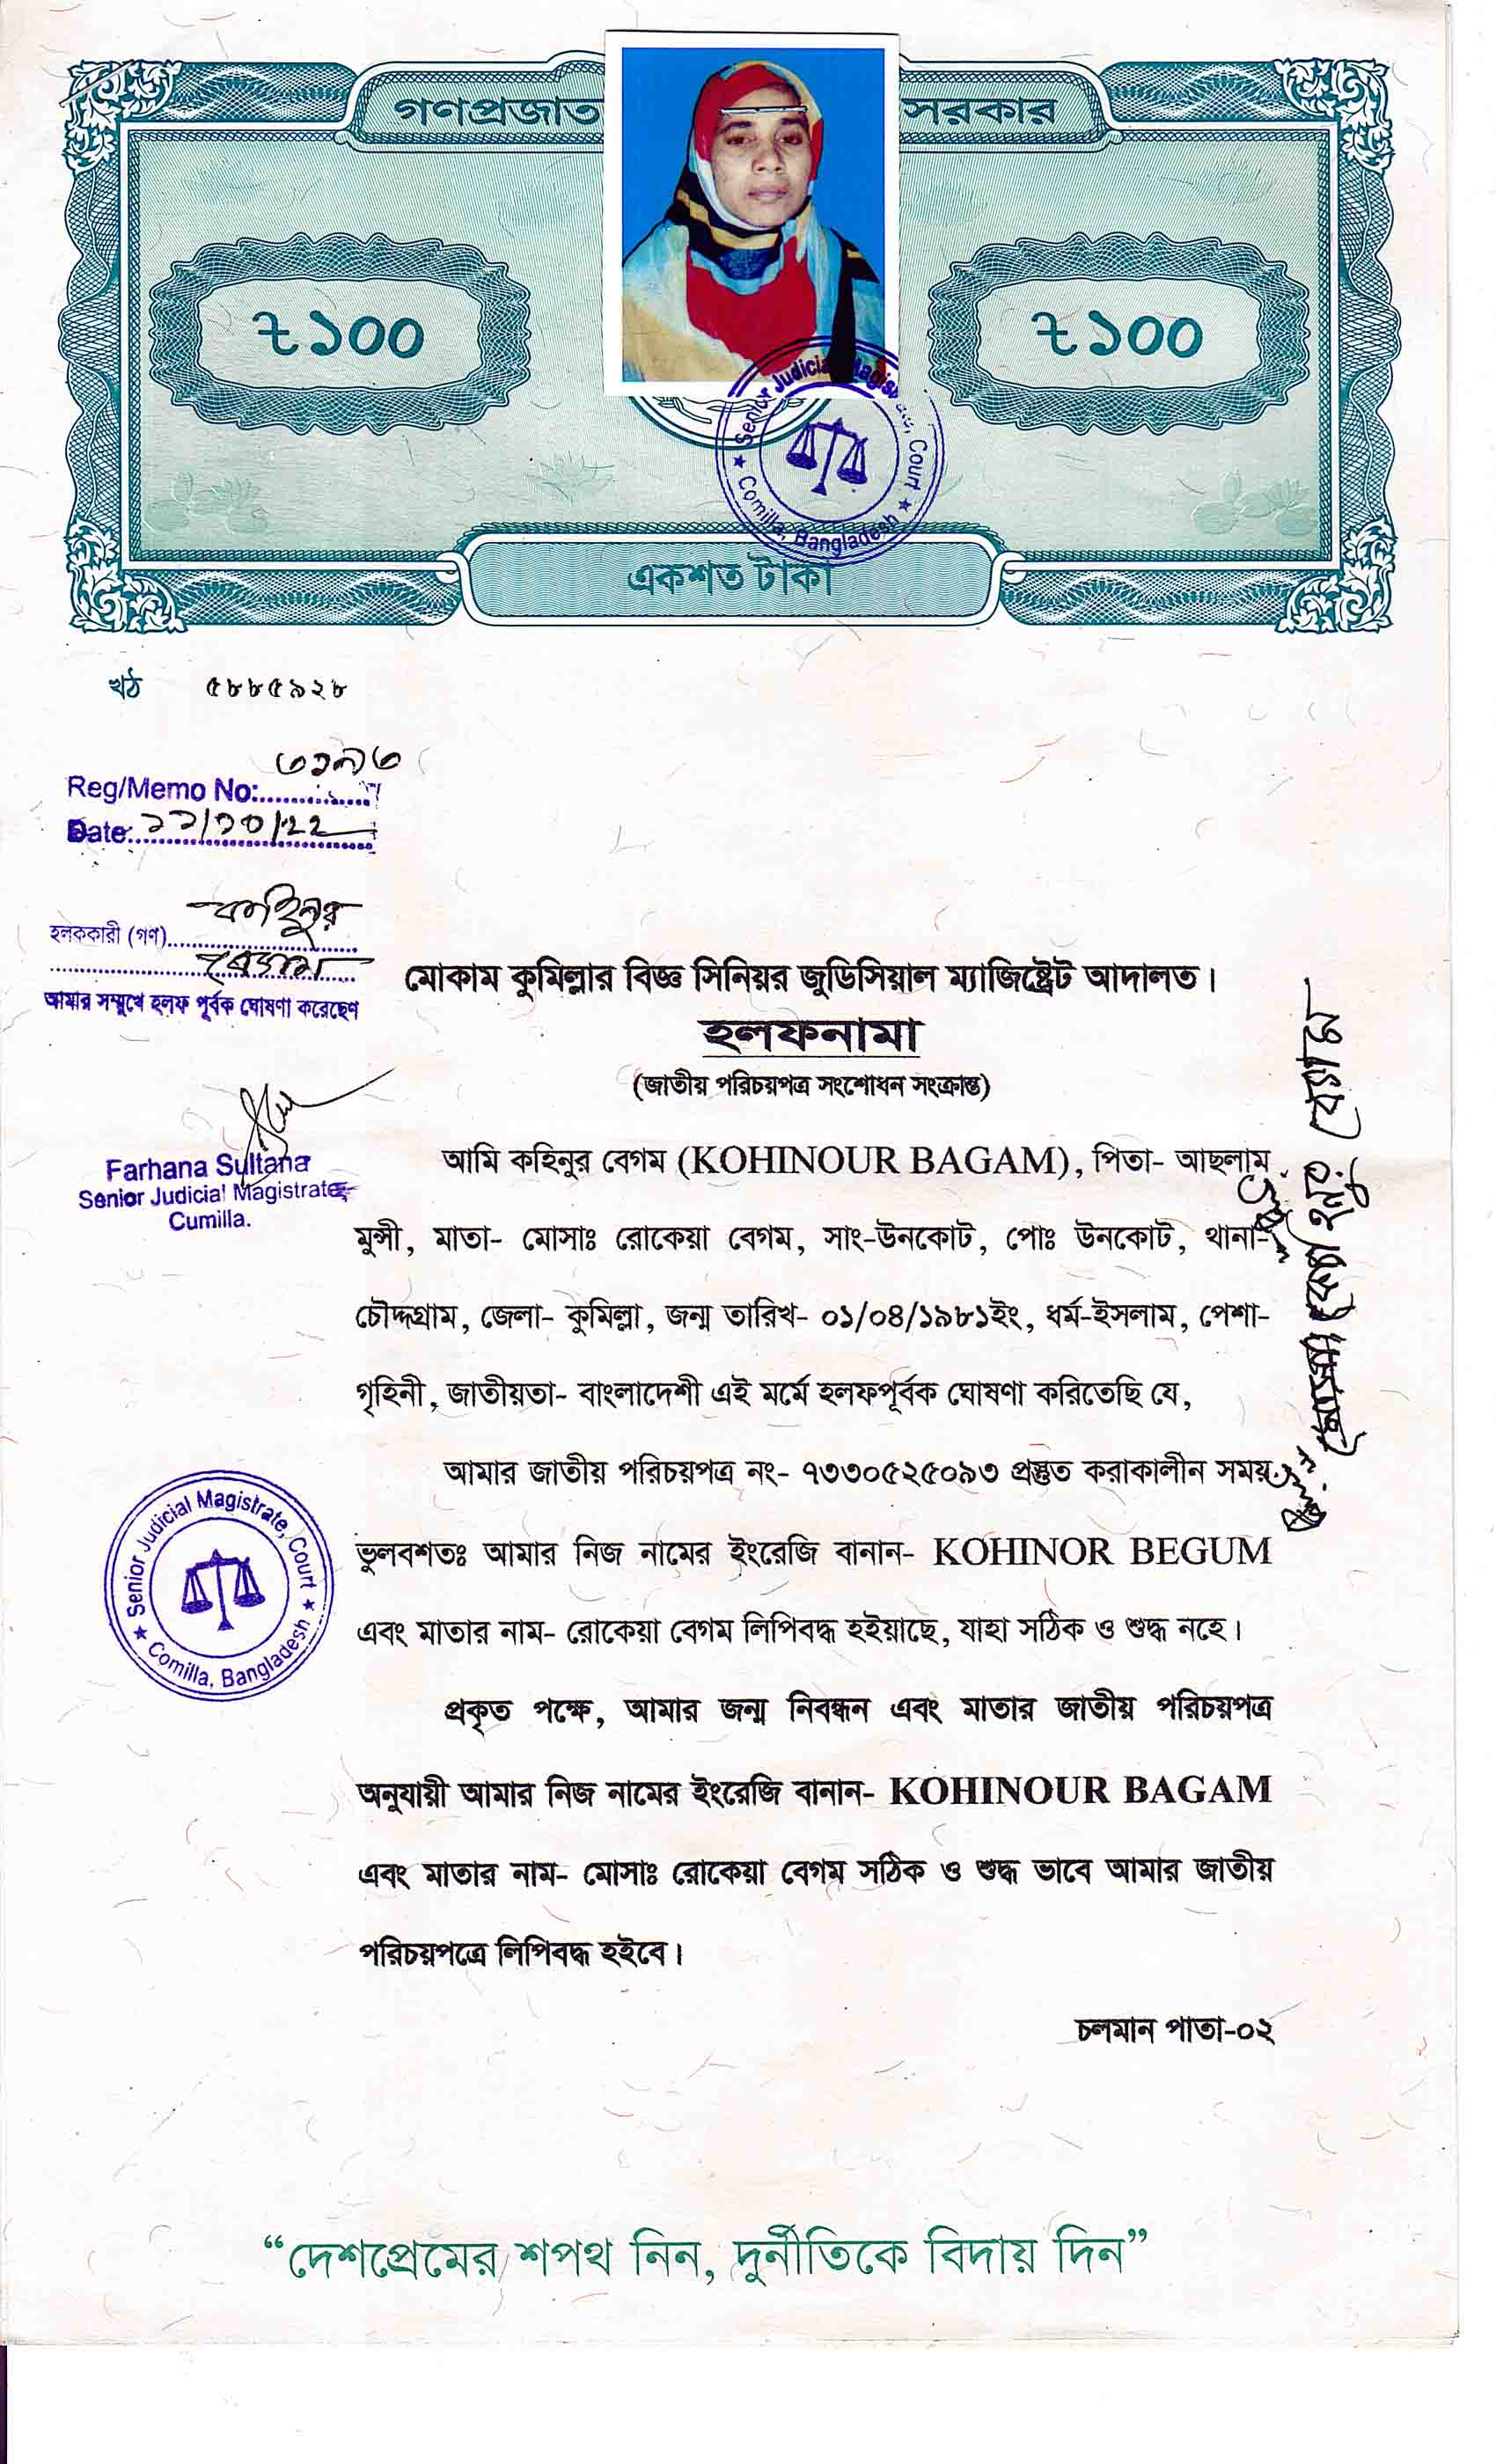 গণপ্রজাত
সরকার
৳১০০
৳১০০
Senior Judicial Magistrate, Court
Comilla, Bangladesh
একশত টাকা
খঠ ৫৮৮৫৯২৮
Reg/Memo No:
Date: ১১/১০/২২
কহিনুর
হলফকারী (গণ)
বেগম
আমার সম্মুখে হলফ পূর্বক ঘোষণা করেছেণ
মোকাম কুমিল্লার বিজ্ঞ সিনিয়র জুডিসিয়াল ম্যাজিষ্ট্রেট আদালত।
হলফনামা
(জাতীয় পরিচয়পত্র সংশোধন সংক্রান্ত)
Farhana Sultana
Senior Judicial Magistrate
Cumilla.
আমি কহিনুর বেগম (KOHINOUR BAGAM), পিতা- আছলাম
মুন্সী, মাতা- মোসাঃ রোকেয়া বেগম, সাং-উনকোট, পোঃ উনকোট, থানা-
চৌদ্দগ্রাম, জেলা- কুমিল্লা, জন্ম তারিখ- ০১/০৪/১৯৮১ইং, ধর্ম-ইসলাম, পেশা-
গৃহিনী, জাতীয়তা- বাংলাদেশী এই মর্মে হলফপূর্বক ঘোষণা করিতেছি যে,
আমার জাতীয় পরিচয়পত্র নং- ৭৩৩০৫২৫০৯৩ প্রস্তুত করাকালীন সময়
ভুলবশতঃ আমার নিজ নামের ইংরেজি বানান- KOHINOR BEGUM
এবং মাতার নাম- রোকেয়া বেগম লিপিবদ্ধ হইয়াছে, যাহা সঠিক ও শুদ্ধ নহে।
Senior Judicial Magistrate, Court
Comilla, Bangladesh
প্রকৃত পক্ষে, আমার জন্ম নিবন্ধন এবং মাতার জাতীয় পরিচয়পত্র
অনুযায়ী আমার নিজ নামের ইংরেজি বানান- KOHINOUR BAGAM
এবং মাতার নাম- মোসাঃ রোকেয়া বেগম সঠিক ও শুদ্ধ ভাবে আমার জাতীয়
পরিচয়পত্রে লিপিবদ্ধ হইবে।
চলমান পাতা-০২
“দেশপ্রেমের শপথ নিন, দুর্নীতিকে বিদায় দিন”